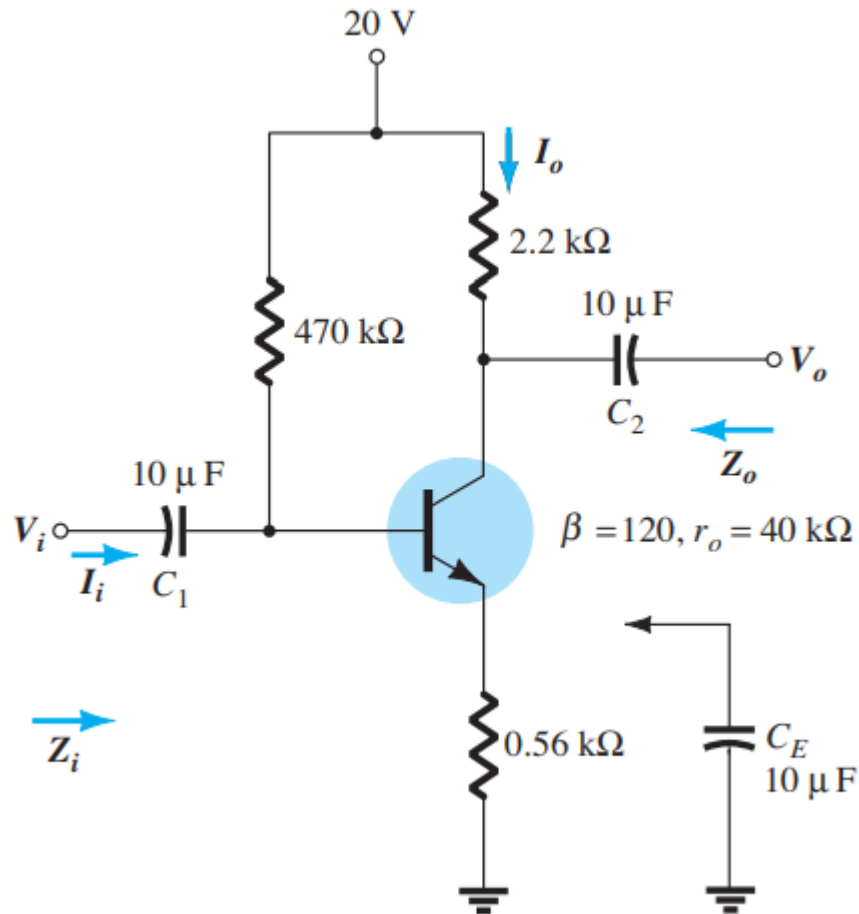 20 V
I_o
2.2 kΩ
10 μF
470 kΩ
V_o
C_2
Z_o
10 μF
V_i
β = 120, r_o = 40 kΩ
I_i
C_1
Z_i
0.56 kΩ
C_E
10 μF